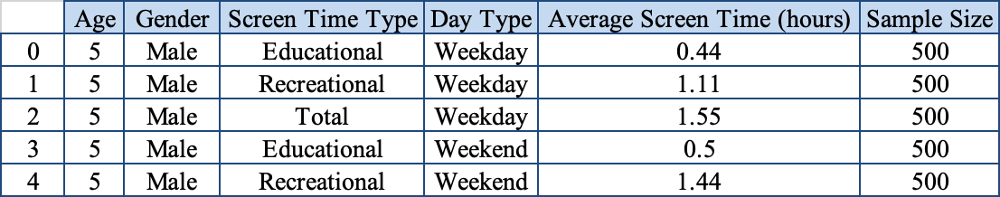 Age Gender Screen Time Type Day Type Average Screen Time (hours) Sample Size
0 5 Male Educational Weekday 0.44 500
1 5 Male Recreational Weekday 1.11 500
2 5 Male Total Weekday 1.55 500
3 5 Male Educational Weekend 0.5 500
4 5 Male Recreational Weekend 1.44 500